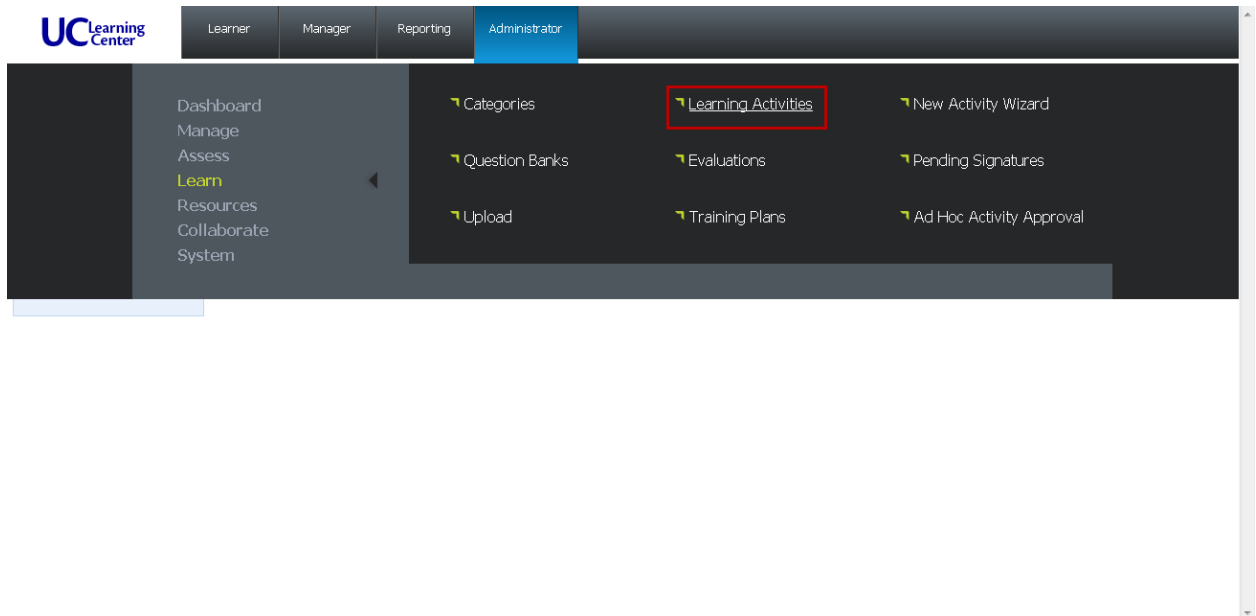 UC Learning Center
Learner Manager Reporting Administrator
Dashboard
Manage
Assess
Learn
Resources
Collaborate
System
Categories Learning Activities New Activity Wizard
Question Banks Evaluations Pending Signatures
Upload Training Plans Ad Hoc Activity Approval